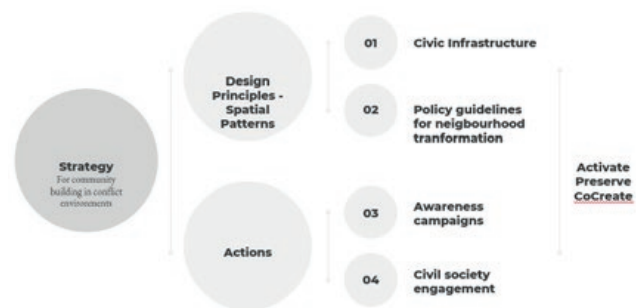 Strategy
For community
building in conflict
environments
Design
Principles -
Spatial
Patterns
Actions
01
Civic Infrastructure
02
Policy guidelines
for neigbourhood
tranformation
03
Awareness
campaigns
04
Civil society
engagement
Activate
Preserve
CoCreate